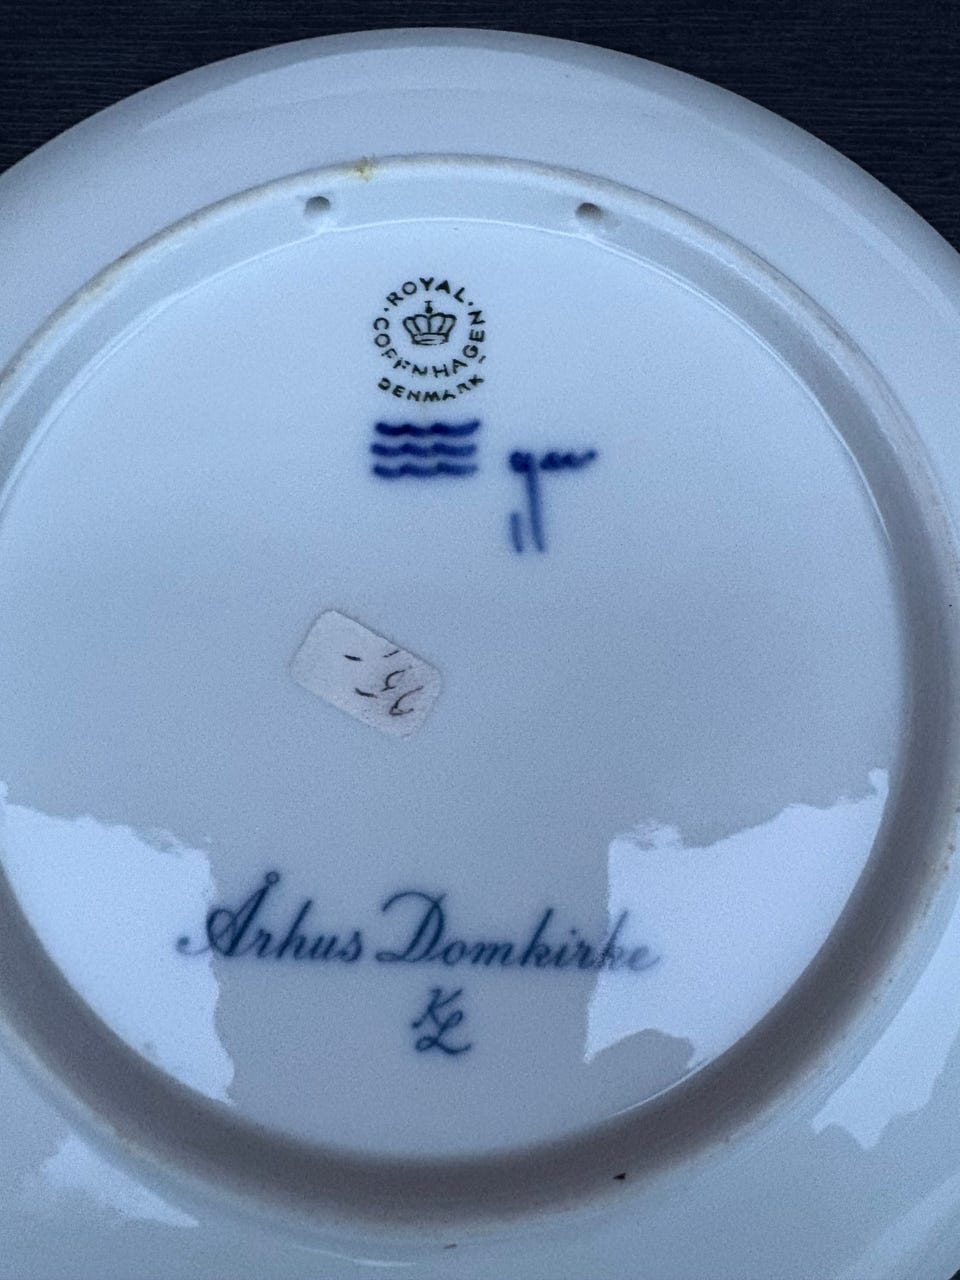 ROYAL COPENHAGEN
DENMARK
Århus Domkirke
KL